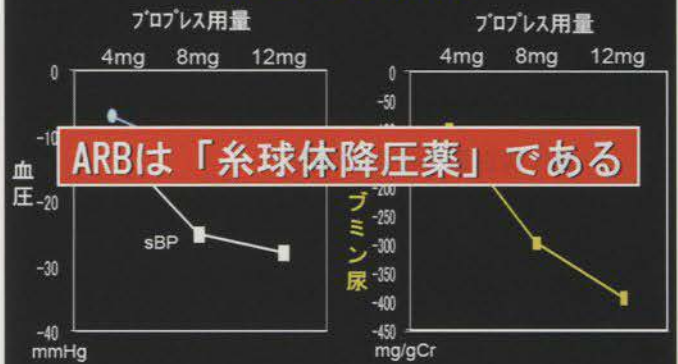 ﾌﾞﾛﾌﾟﾚｽ用量
4mg 8mg 12mg
0
-10
-20
-30
-40
mmHg
血圧
sBP
ﾌﾞﾛﾌﾟﾚｽ用量
4mg 8mg 12mg
0
-50
-200
-250
-300
-350
-400
-450
mg/gCr
ブミン尿
ARBは「糸球体降圧薬」である